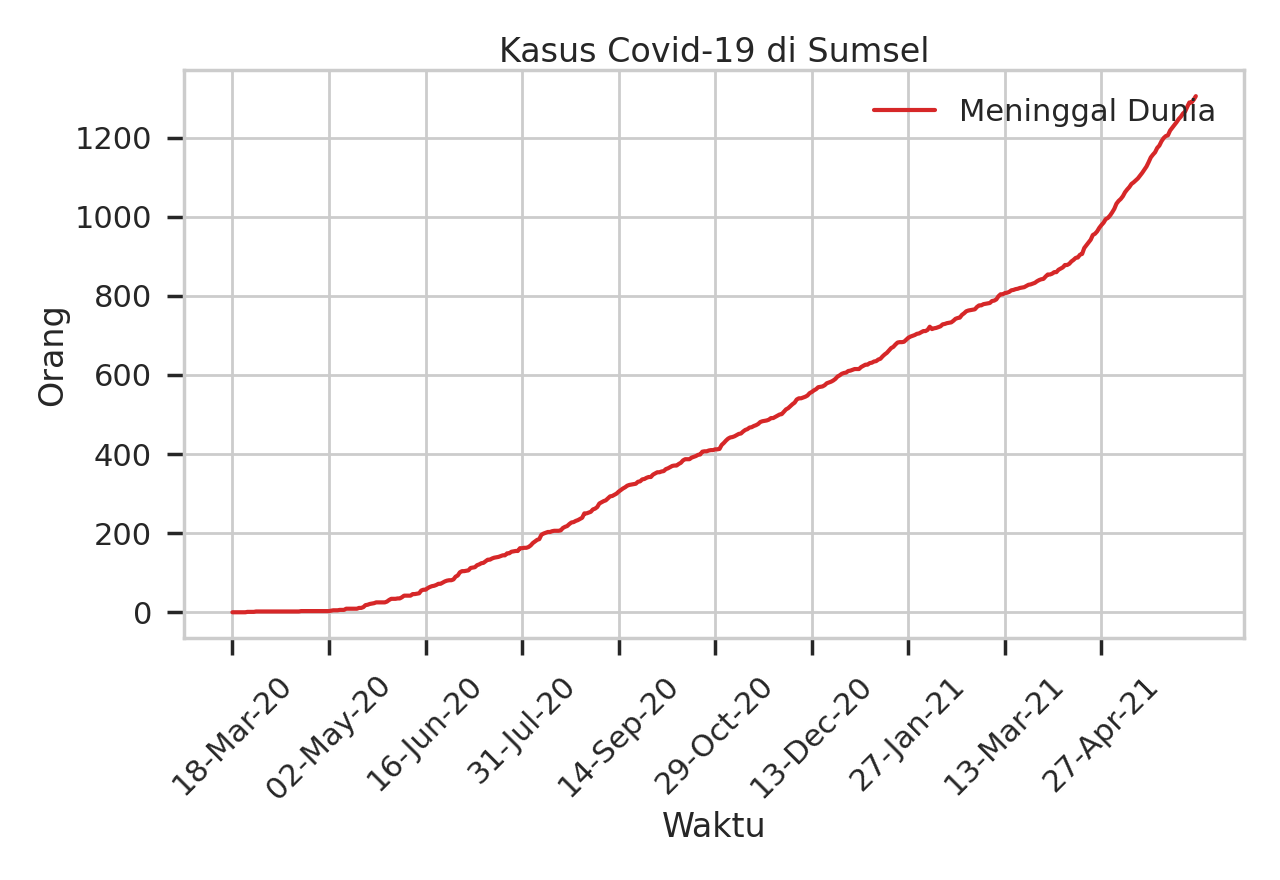 Kasus Covid-19 di Sumsel
Meninggal Dunia
1200
1000
800
600
400
200
0
Orang
18-Mar-20
02-May-20
16-Jun-20
31-Jul-20
14-Sep-20
29-Oct-20
13-Dec-20
27-Jan-21
13-Mar-21
27-Apr-21
Waktu